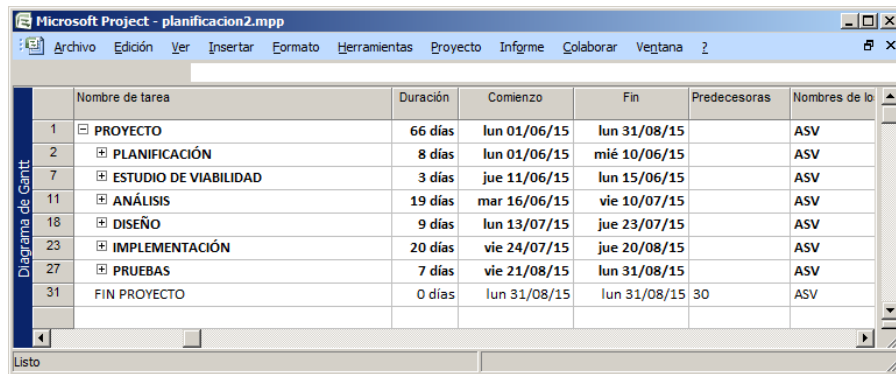 Microsoft Project - planificacion2.mpp
Archivo Edición Ver Insertar Formato Herramientas Proyecto Informe Colaborar Ventana ?
Nombre de tarea Duración Comienzo Fin Predecesoras Nombres de lo
1 PROYECTO 66 días lun 01/06/15 lun 31/08/15 ASV
2 PLANIFICACIÓN 8 días lun 01/06/15 mié 10/06/15 ASV
7 ESTUDIO DE VIABILIDAD 3 días jue 11/06/15 lun 15/06/15 ASV
11 ANÁLISIS 19 días mar 16/06/15 vie 10/07/15 ASV
18 DISEÑO 9 días lun 13/07/15 jue 23/07/15 ASV
23 IMPLEMENTACIÓN 20 días vie 24/07/15 jue 20/08/15 ASV
27 PRUEBAS 7 días vie 21/08/15 lun 31/08/15 ASV
31 FIN PROYECTO 0 días lun 31/08/15 lun 31/08/15 30 ASV
Diagrama de Gantt
Listo